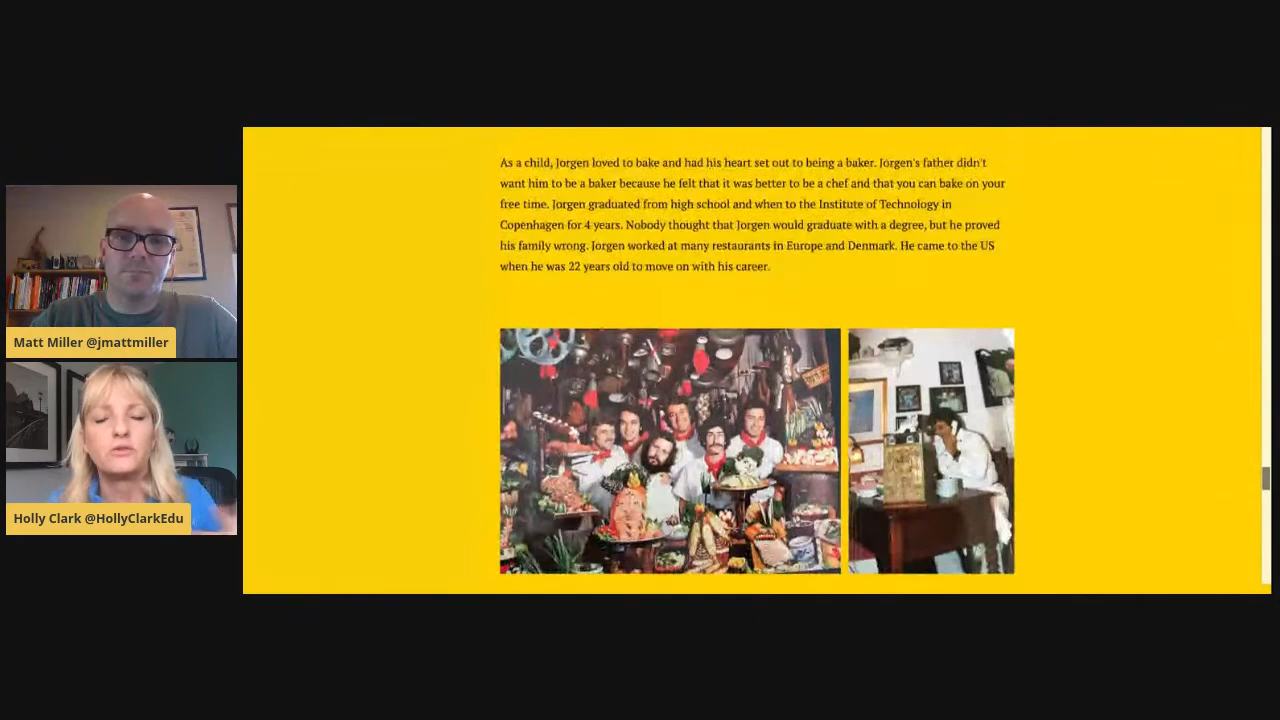 As a child, Jorgen loved to bake and had his heart set out to being a baker. Jorgen's father didn't
want him to be a baker because he felt that it was better to be a chef and that you can bake on your
free time. Jorgen graduated from high school and when to the Institute of Technology in
Copenhagen for 4 years. Nobody thought that Jorgen would graduate with a degree, but he proved
his family wrong. Jorgen worked at many restaurants in Europe and Denmark. He came to the US
when he was 22 years old to move on with his career.
Matt Miller @jmattmiller
Holly Clark @HollyClarkEdu